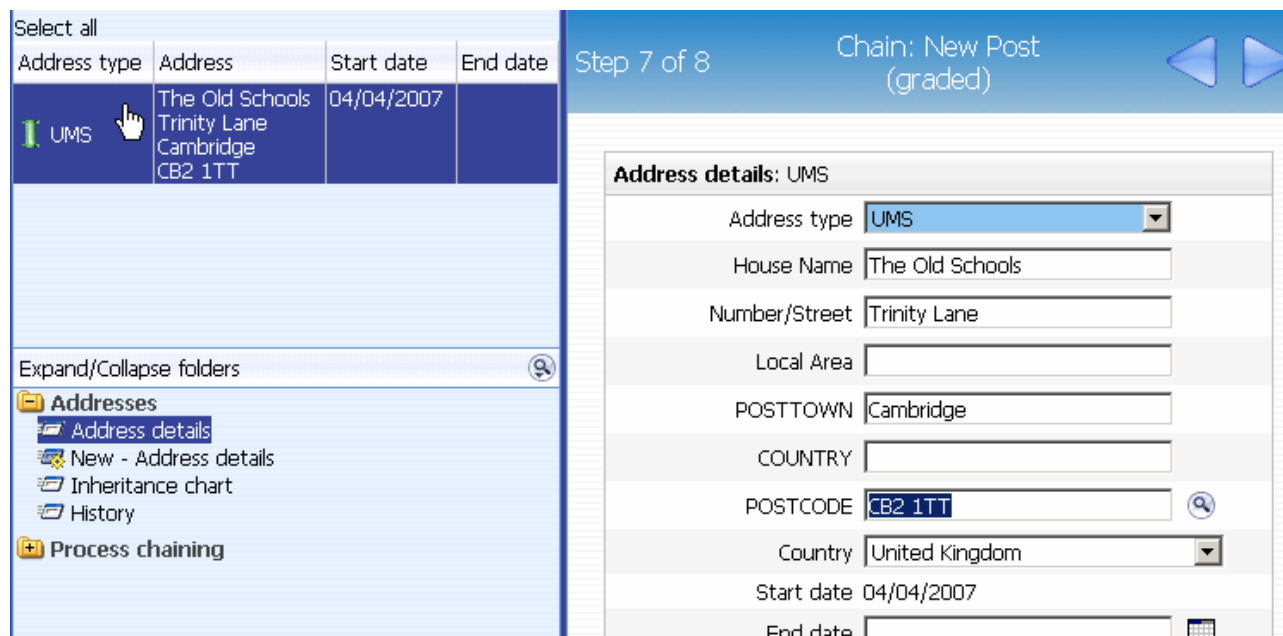 Select all
Address type Address Start date End date
UMS The Old Schools 04/04/2007
Trinity Lane
Cambridge
CB2 1TT
Expand/Collapse folders
Addresses
Address details
New - Address details
Inheritance chart
History
Process chaining
Step 7 of 8
Chain: New Post
(graded)
Address details: UMS
Address type UMS
House Name The Old Schools
Number/Street Trinity Lane
Local Area
POSTTOWN Cambridge
COUNTRY
POSTCODE CB2 1TT
Country United Kingdom
Start date 04/04/2007
End date